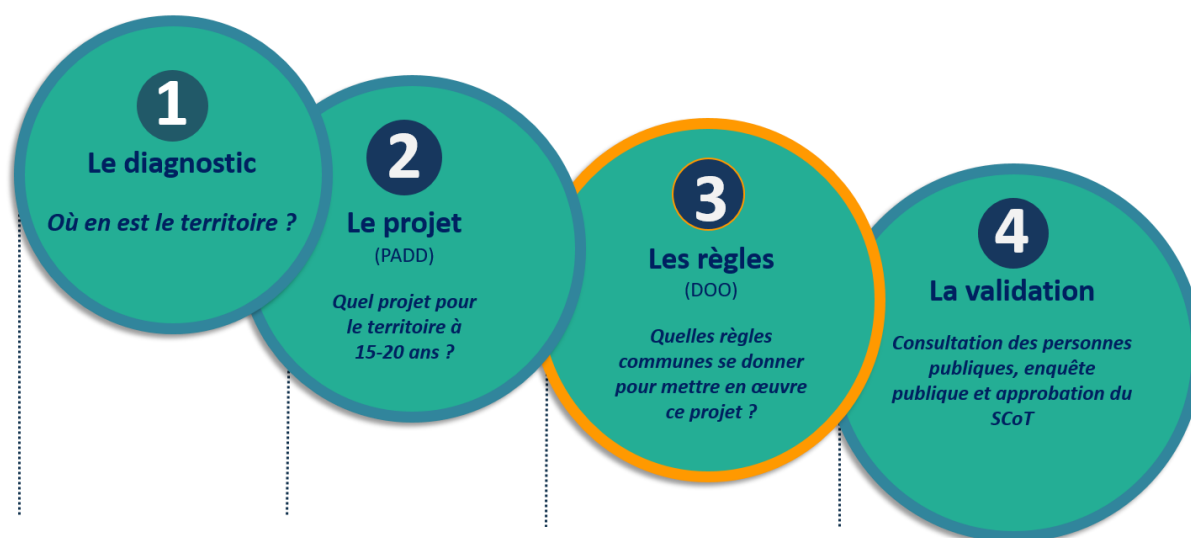 1
Le diagnostic
Où en est le territoire ?
2
Le projet
(PADD)
Quel projet pour
le territoire à
15-20 ans ?
3
Les règles
(DOO)
Quelles règles
communes se donner
pour mettre en œuvre
ce projet ?
4
La validation
Consultation des personnes
publiques, enquête
publique et approbation du
SCoT